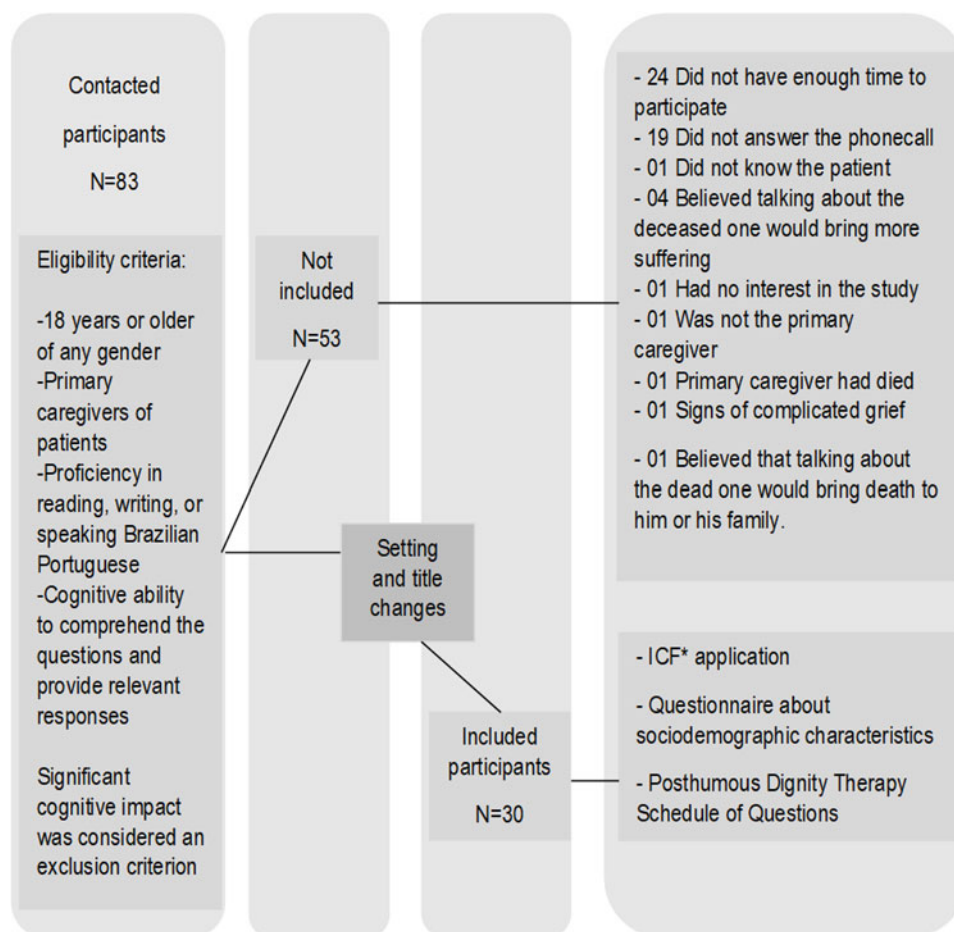 Contacted
participants
N=83
Eligibility criteria:
-18 years or older
of any gender
-Primary
caregivers of
patients
-Proficiency in
reading, writing, or
speaking Brazilian
Portuguese
-Cognitive ability
to comprehend the
questions and
provide relevant
responses
Significant
cognitive impact
was considered an
exclusion criterion
Not
included
N=53
Setting
and title
changes
Included
participants
N=30
- 24 Did not have enough time to
participate
- 19 Did not answer the phonecall
- 01 Did not know the patient
- 04 Believed talking about the
deceased one would bring more
suffering
- 01 Had no interest in the study
- 01 Was not the primary
caregiver
- 01 Primary caregiver had died
- 01 Signs of complicated grief
- 01 Believed that talking about
the dead one would bring death to
him or his family.
- ICF* application
- Questionnaire about
sociodemographic characteristics
- Posthumous Dignity Therapy
Schedule of Questions